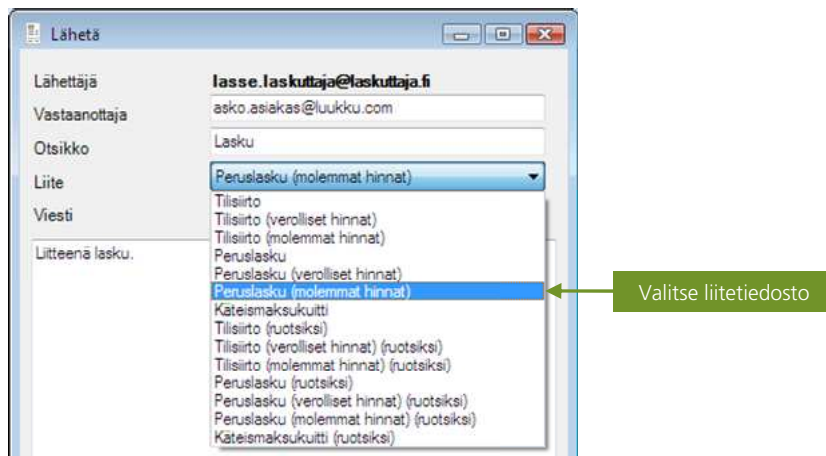 Lähetä
Lähettäjä lasse.laskuttaja@laskuttaja.fi
Vastaanottaja asko.asiakas@luukku.com
Otsikko Lasku
Liite Peruslasku (molemmat hinnat)
Viesti
Liitteenä lasku.
Tilisiirto
Tilisiirto (verolliset hinnat)
Tilisiirto (molemmat hinnat)
Peruslasku
Peruslasku (verolliset hinnat)
Peruslasku (molemmat hinnat)
Käteismaksukuitti
Tilisiirto (ruotsiksi)
Tilisiirto (verolliset hinnat) (ruotsiksi)
Tilisiirto (molemmat hinnat) (ruotsiksi)
Peruslasku (ruotsiksi)
Peruslasku (verolliset hinnat) (ruotsiksi)
Peruslasku (molemmat hinnat) (ruotsiksi)
Käteismaksukuitti (ruotsiksi)
Valitse liitetiedosto